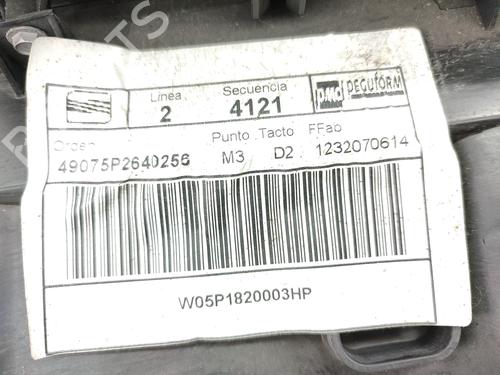 Linea Secuencia
2 4121 PEGUFORM
Orden Punto Tacto FFab
49075P2640256 M3 D2 1232070614
W05P1820003HP